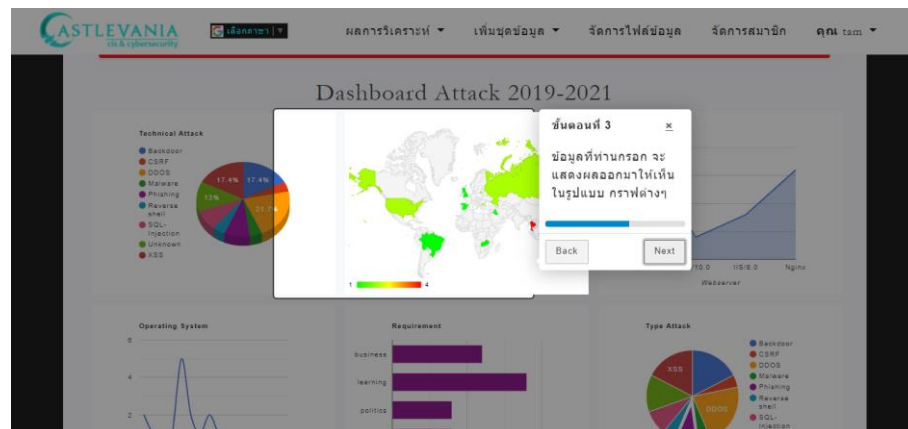 CASTLEVANIA
cis & cybersecurity
เลือกภาษา ▼
ผลการวิเคราะห์
เพิ่มชุดข้อมูล
จัดการไฟล์ข้อมูล
จัดการสมาชิก
คุณ tam
Dashboard Attack 2019-2021
Technical Attack
Backdoor
CSRF
DDOS
Malware
Phishing
Reverse
shell
SQL-
Injection
Unknown
XSS
17.4%
17.4%
13%
21.7%
1
4
ขั้นตอนที่ 3
×
ข้อมูลที่ท่านกรอก จะ
แสดงผลออกมาให้เห็น
ในรูปแบบ กราฟต่างๆ
Back
Next
IIS/8.0
Nginx
Webserver
Operating System
6
4
2
Requirement
business
learning
politics
Type Attack
XSS
DDOS
Backdoor
CSRF
DDOS
Malware
Phishing
Reverse
shell
SQL-
Injection